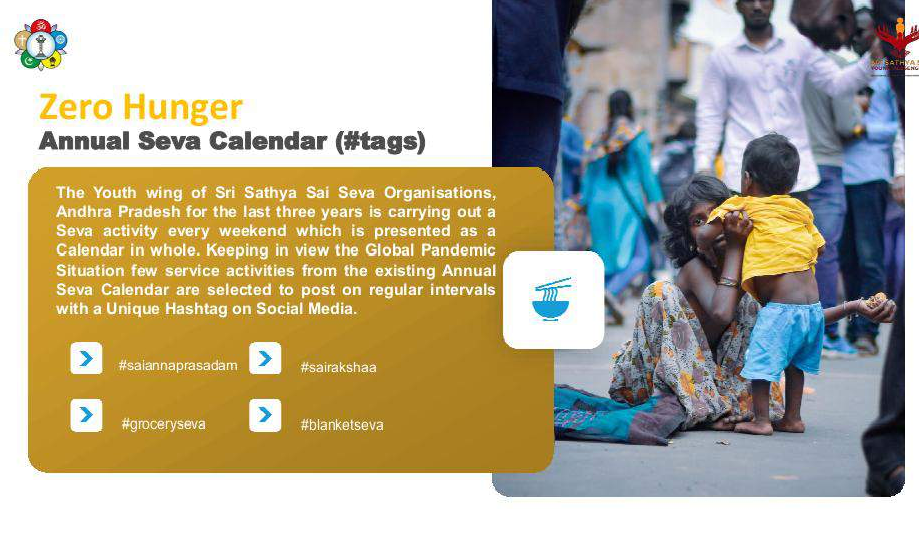 Zero Hunger
Annual Seva Calendar (#tags)
The Youth wing of Sri Sathya Sai Seva Organisations,
Andhra Pradesh for the last three years is carrying out a
Seva activity every weekend which is presented as a
Calendar in whole. Keeping in view the Global Pandemic
Situation few service activities from the existing Annual
Seva Calendar are selected to post on regular intervals
with a Unique Hashtag on Social Media.
#saiannaprasadam
#sairakshaa
#groceryseva
#blanketseva